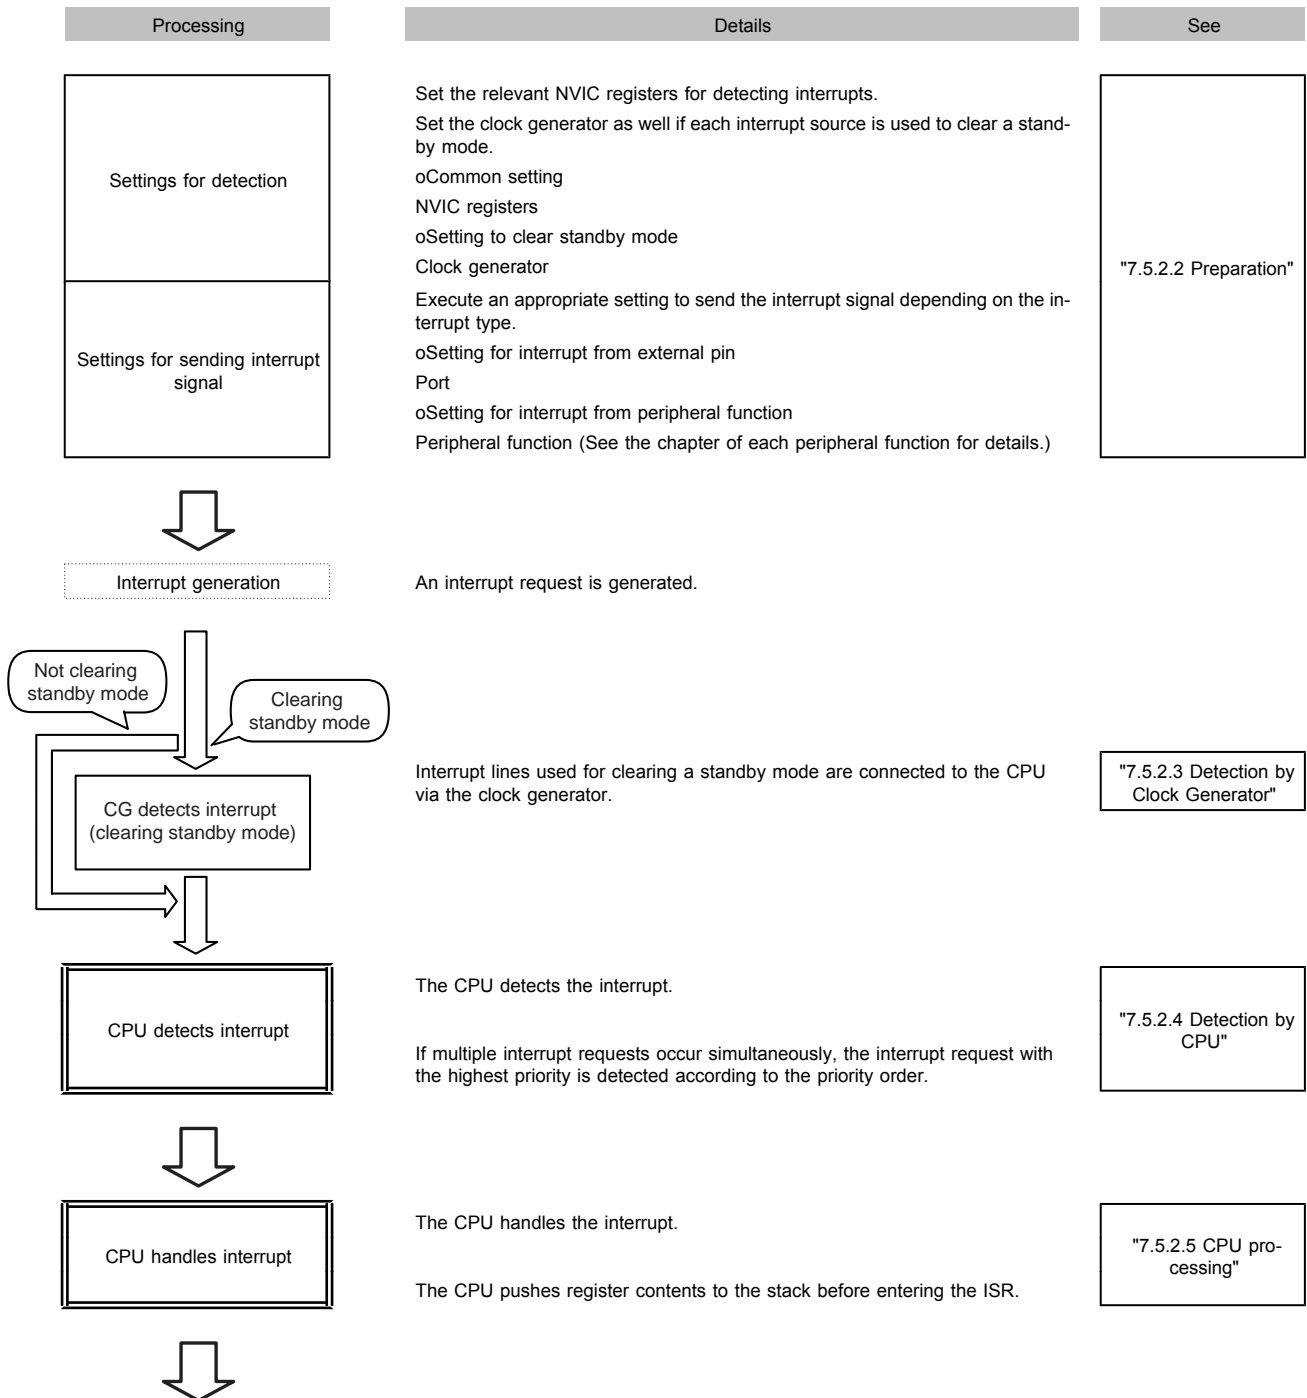 Processing
Details
See
Settings for detection
Set the relevant NVIC registers for detecting interrupts.
Set the clock generator as well if each interrupt source is used to clear a stand-
by mode.
oCommon setting
NVIC registers
oSetting to clear standby mode
Clock generator
"7.5.2.2 Preparation"
Settings for sending interrupt
signal
Execute an appropriate setting to send the interrupt signal depending on the in-
terrupt type.
oSetting for interrupt from external pin
Port
oSetting for interrupt from peripheral function
Peripheral function (See the chapter of each peripheral function for details.)
Interrupt generation
An interrupt request is generated.
Not clearing
standby mode
Clearing
standby mode
CG detects interrupt
(clearing standby mode)
Interrupt lines used for clearing a standby mode are connected to the CPU
via the clock generator.
"7.5.2.3 Detection by
Clock Generator"
CPU detects interrupt
The CPU detects the interrupt.
If multiple interrupt requests occur simultaneously, the interrupt request with
the highest priority is detected according to the priority order.
"7.5.2.4 Detection by
CPU"
CPU handles interrupt
The CPU handles the interrupt.
The CPU pushes register contents to the stack before entering the ISR.
"7.5.2.5 CPU pro-
cessing"